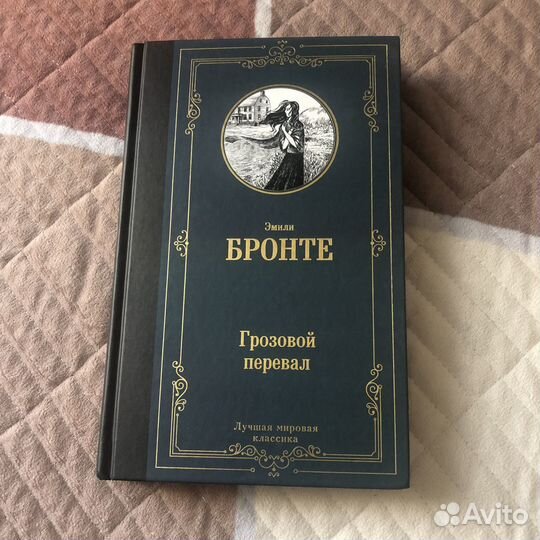 Эмили
БРОНТЕ
Грозовой
перевал
Лучшая мировая
классика
Avito